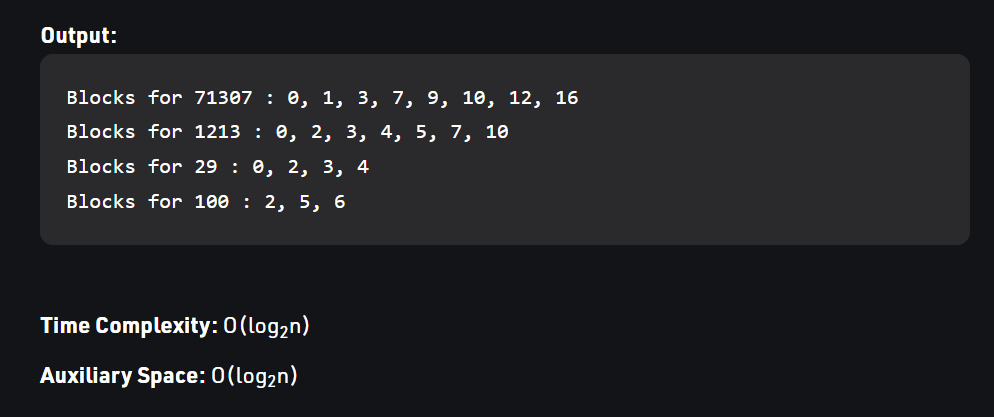 Output:
Blocks for 71307 : 0, 1, 3, 7, 9, 10, 12, 16
Blocks for 1213 : 0, 2, 3, 4, 5, 7, 10
Blocks for 29 : 0, 2, 3, 4
Blocks for 100 : 2, 5, 6
Time Complexity: O(log₂n)
Auxiliary Space: O(log₂n)